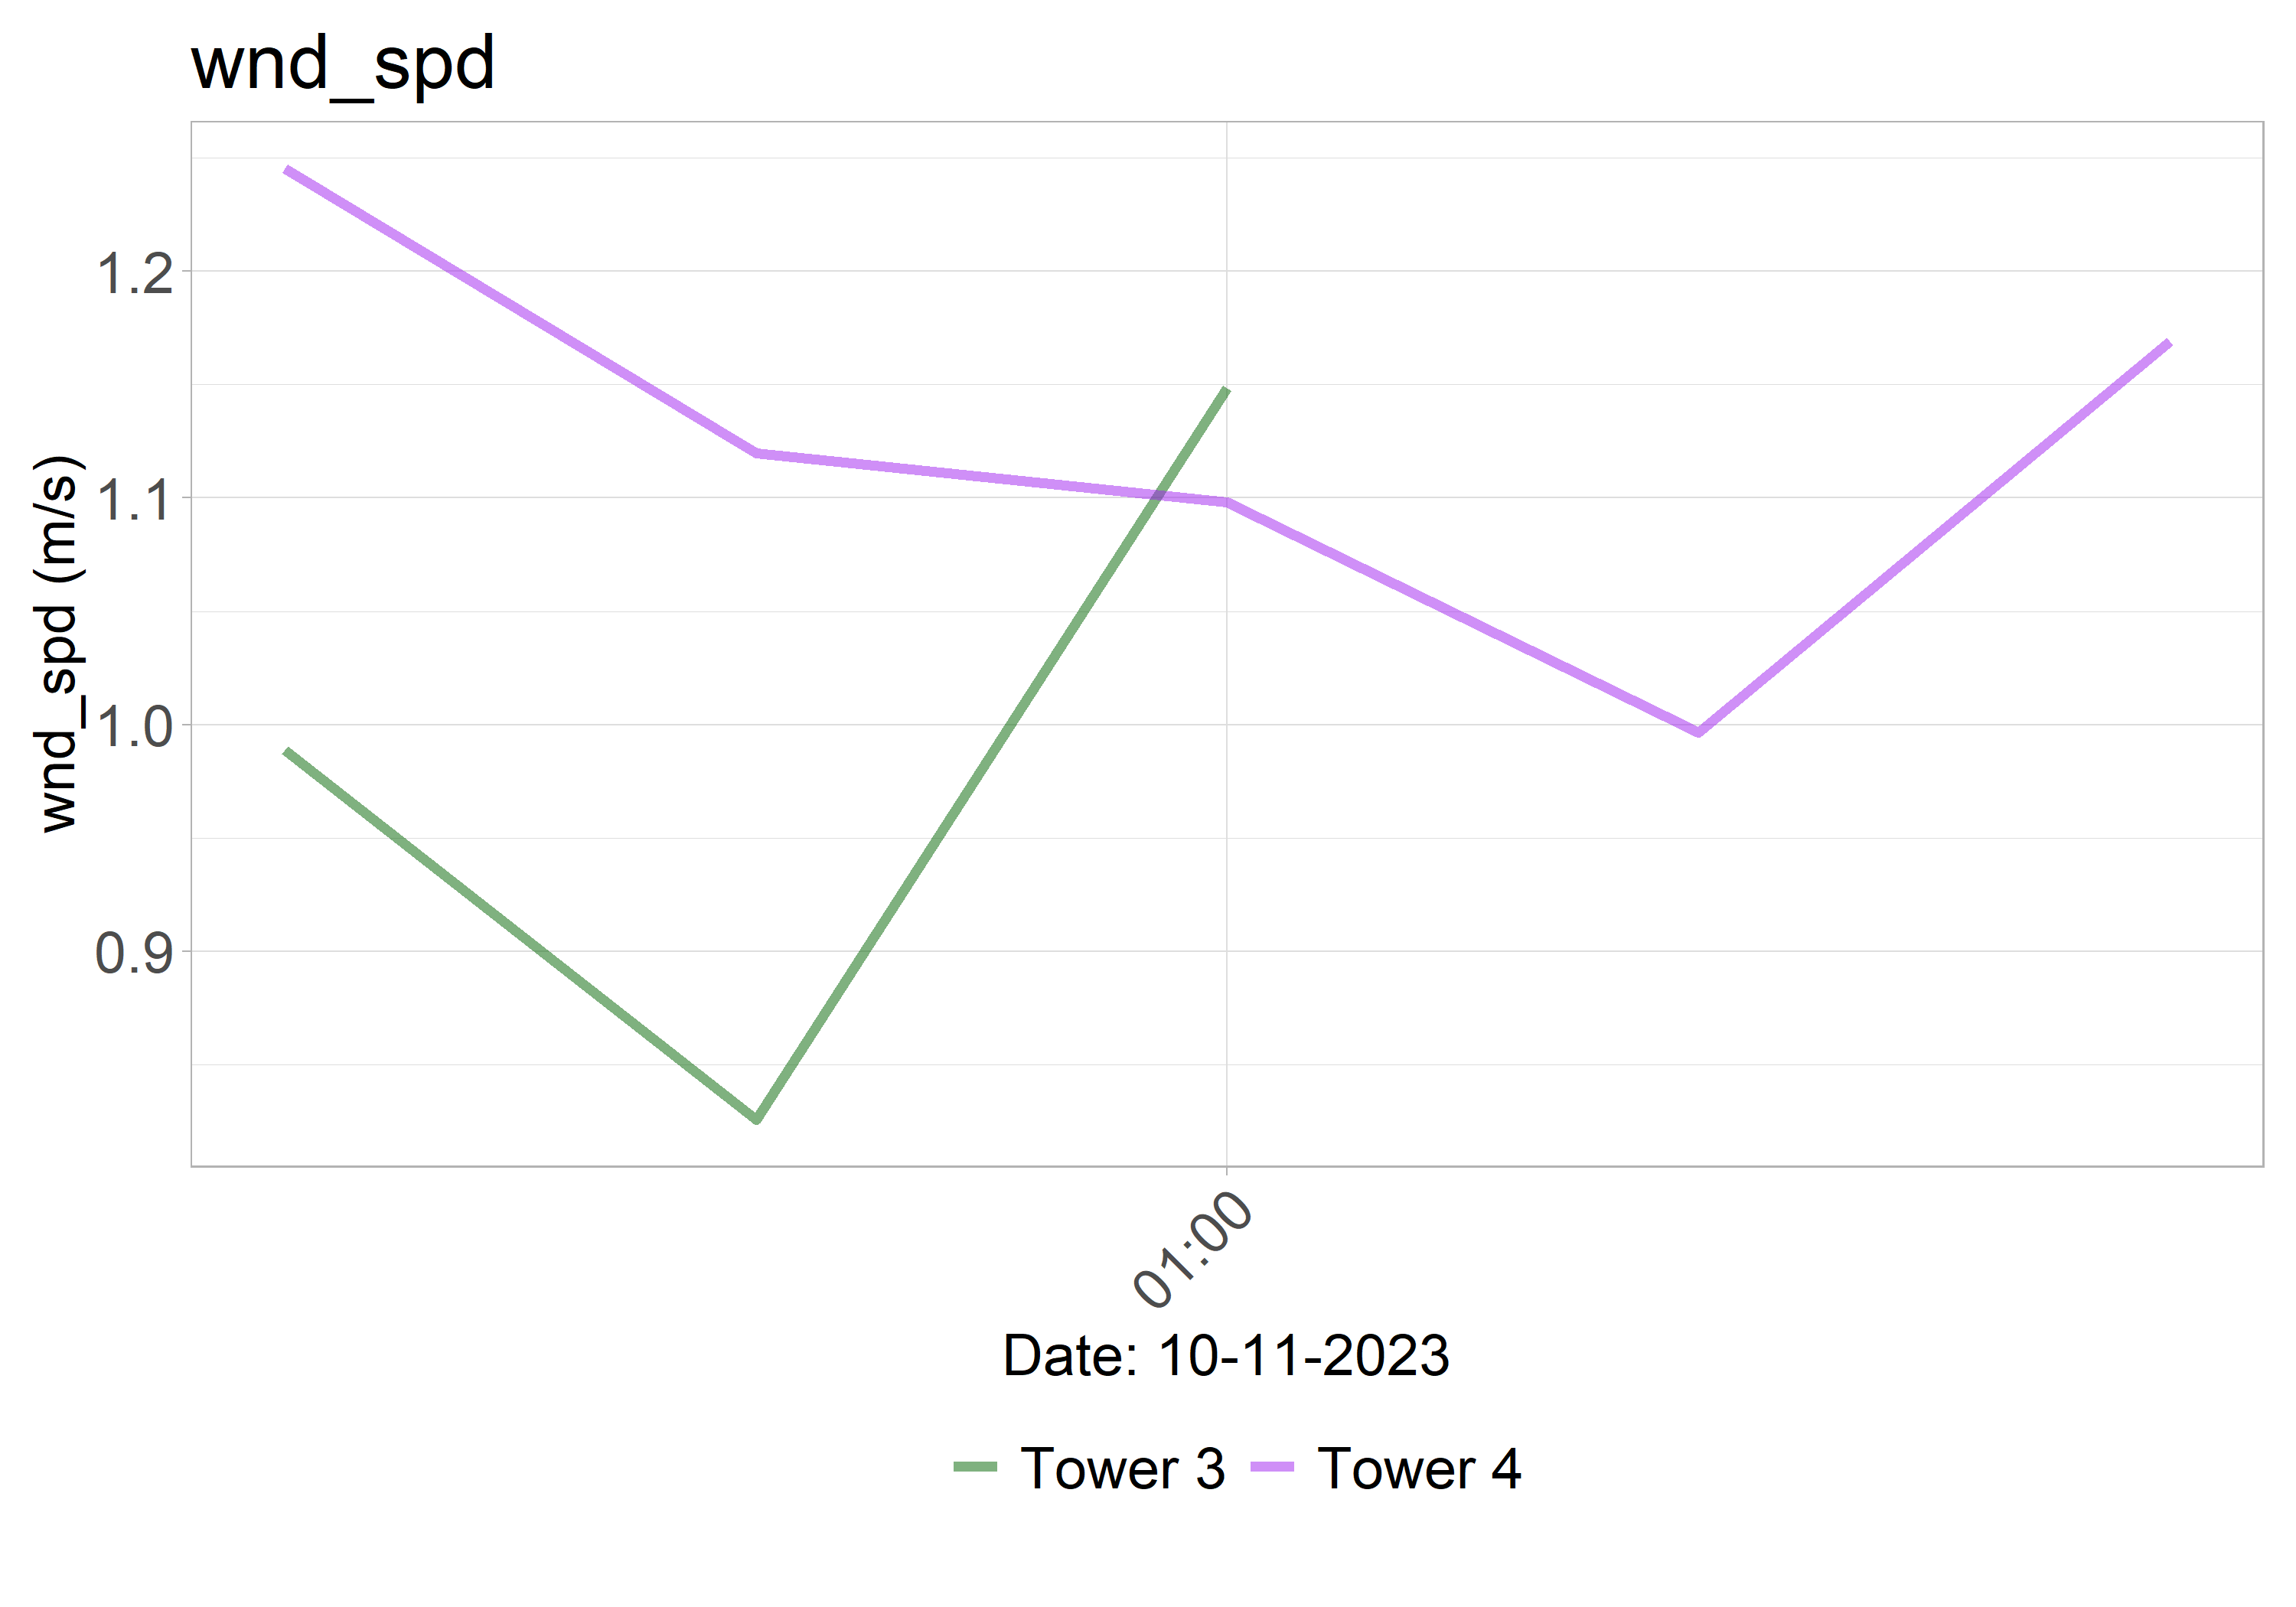 wnd_spd
wnd_spd (m/s)
1.2
1.1
1.0
0.9
01:00
Date: 10-11-2023
Tower 3 Tower 4